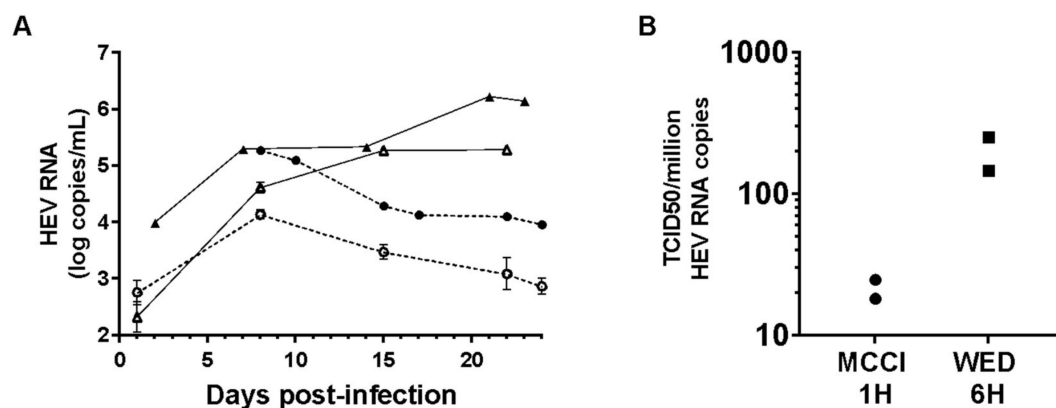 A
HEV RNA
(log copies/mL)
7
6
5
4
3
2
0
5
10
15
20
Days post-infection
B
TCID50/million
HEV RNA copies
1000
100
10
MCCI
1H
WED
6H